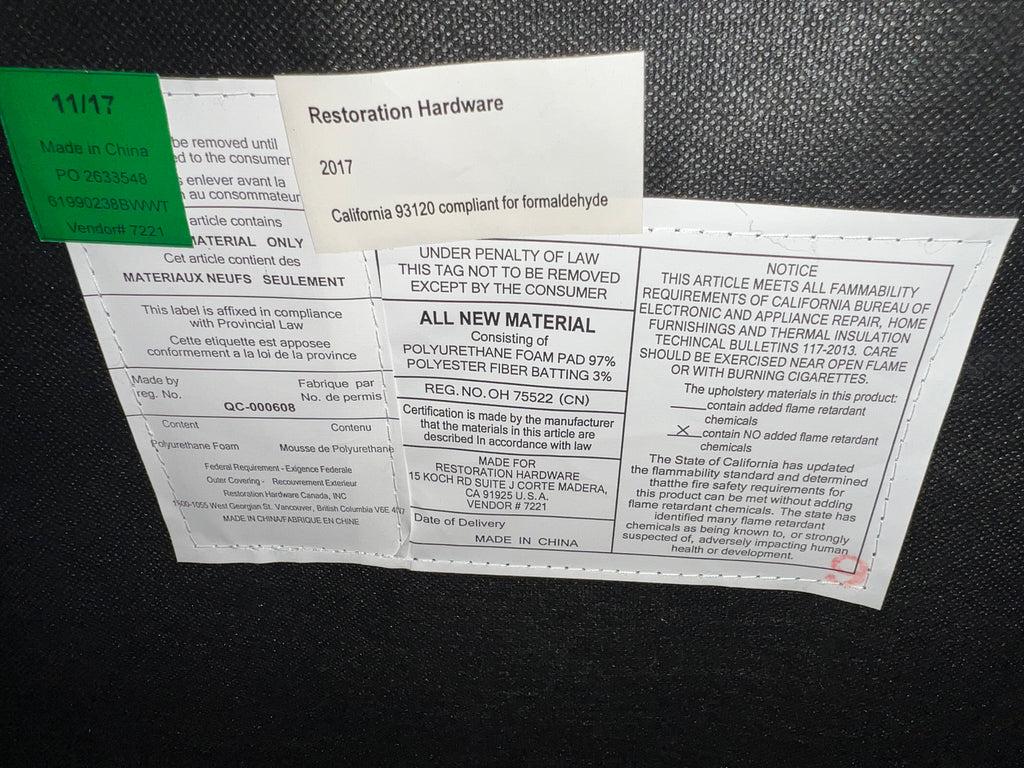 11/17
Made in China
PO 2633548
61990238BWWT
Vendor# 7221
Restoration Hardware
2017
California 93120 compliant for formaldehyde
be removed until
ed to the consumer
enlever avant la
au consommateur
article contains
MATERIAL ONLY
Cet article contient des
MATERIAUX NEUFS SEULEMENT
This label is affixed in compliance
with Provincial Law
Cette etiquette est apposee
conformement a la loi de la province
Made by
reg. No.
Fabrique par
No. de permis
QC-000608
Content Contenu
Polyurethane Foam Mousse de Polyurethane
Federal Requirement - Exigence Federale
Outer Covering - Recouvrement Exterieur
Restoration Hardware Canada, INC
1500-1055 West Georgian St. Vancouver, British Columbia V6E 4N7
MADE IN CHINA/FABRIQUE EN CHINE
UNDER PENALTY OF LAW
THIS TAG NOT TO BE REMOVED
EXCEPT BY THE CONSUMER
ALL NEW MATERIAL
Consisting of
POLYURETHANE FOAM PAD 97%
POLYESTER FIBER BATTING 3%
REG. NO. OH 75522 (CN)
Certification is made by the manufacturer
that the materials in this article are
described In accordance with law
MADE FOR
RESTORATION HARDWARE
15 KOCH RD SUITE J CORTE MADERA,
CA 91925 U.S.A.
VENDOR # 7221
Date of Delivery
MADE IN CHINA
NOTICE
THIS ARTICLE MEETS ALL FAMMABILITY
REQUIREMENTS OF CALIFORNIA BUREAU OF
ELECTRONIC AND APPLIANCE REPAIR, HOME
FURNISHINGS AND THERMAL INSULATION
TECHINCAL BULLETINS 117-2013. CARE
SHOULD BE EXERCISED NEAR OPEN FLAME
OR WITH BURNING CIGARETTES.
The upholstery materials in this product:
____contain added flame retardant
chemicals
__X__contain NO added flame retardant
chemicals
The State of California has updated
the flammability standard and determined
thatthe fire safety requirements for
this product can be met without adding
flame retardant chemicals. The state has
identified many flame retardant
chemicals as being known to, or strongly
suspected of, adversely impacting human
health or development.